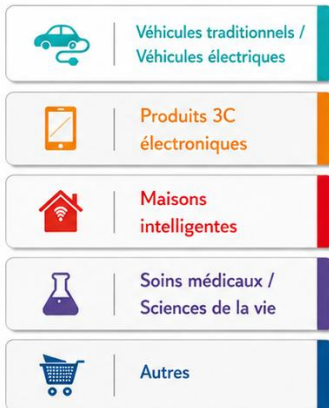 Véhicules traditionnels /
Véhicules électriques
Produits 3C
électroniques
Maisons
intelligentes
Soins médicaux /
Sciences de la vie
Autres